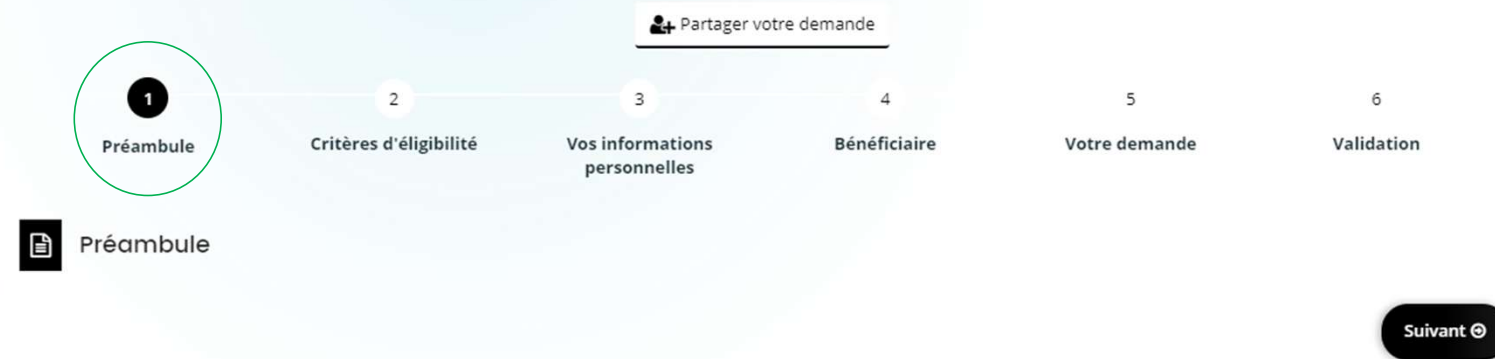 Partager votre demande
1 2 3 4 5 6
Préambule Critères d'éligibilité Vos informations Bénéficiaire Votre demande Validation
personnelles
Préambule
Suivant